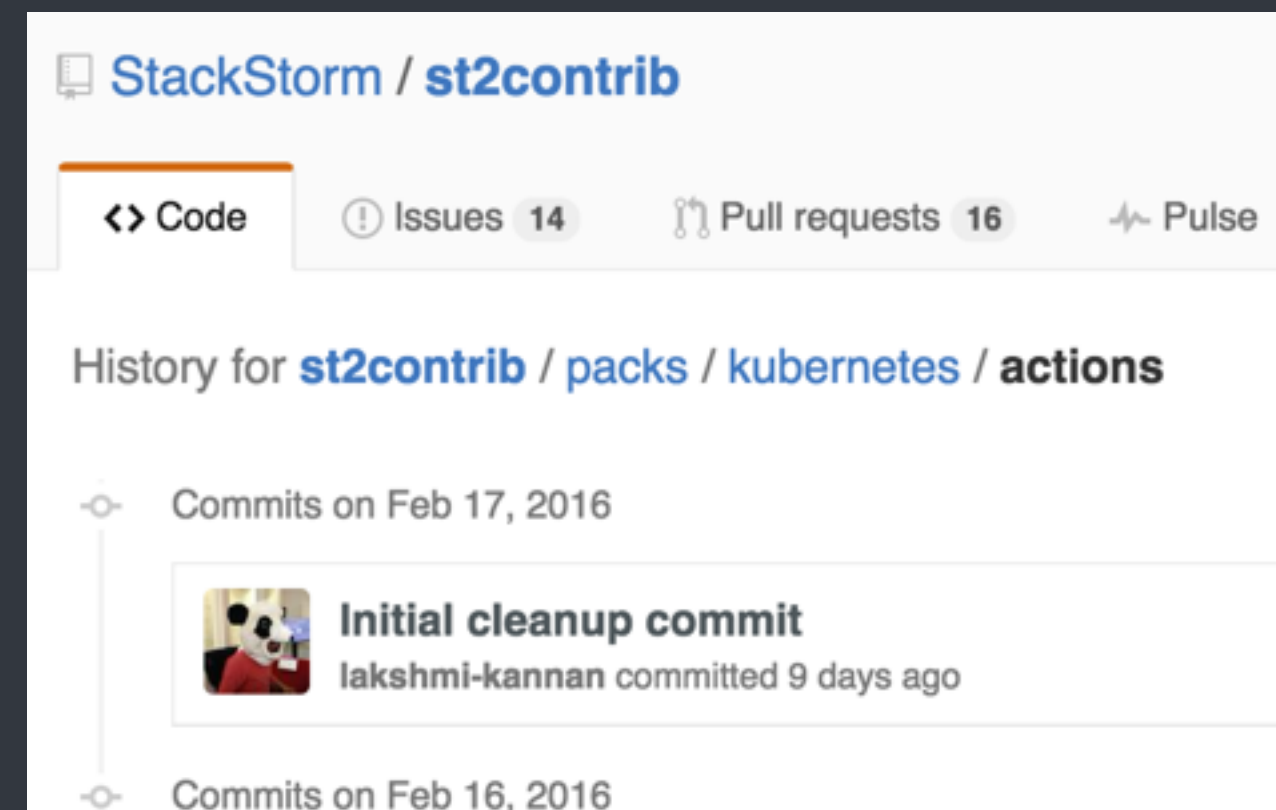 StackStorm / st2contrib
<> Code Issues 14 Pull requests 16 Pulse
History for st2contrib / packs / kubernetes / actions
Commits on Feb 17, 2016
Initial cleanup commit
lakshmi-kannan committed 9 days ago
Commits on Feb 16, 2016